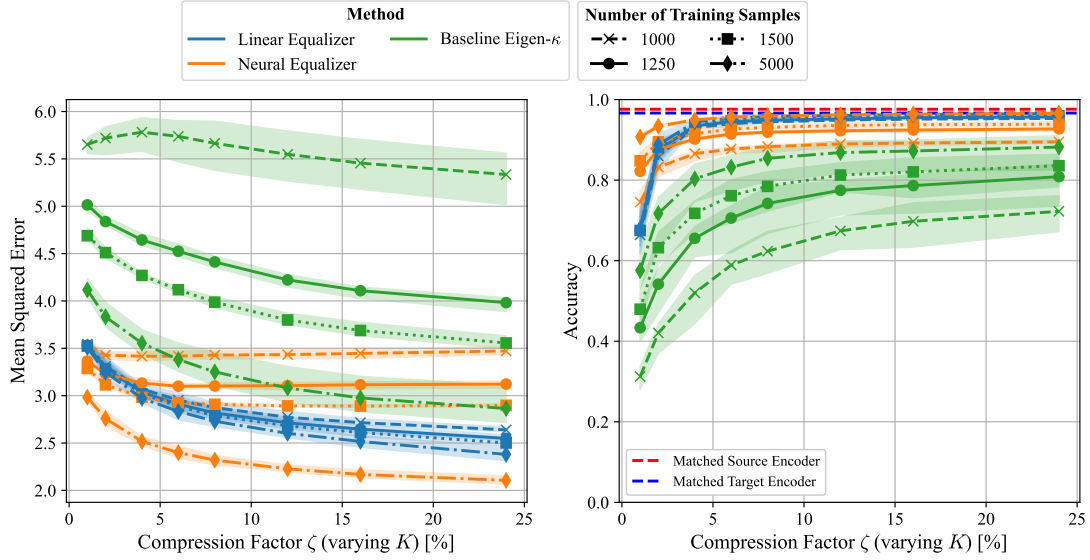 Method
Linear Equalizer
Baseline Eigen-κ
Neural Equalizer
Number of Training Samples
1000
1500
1250
5000
Mean Squared Error
6.0
5.5
5.0
4.5
4.0
3.5
3.0
2.5
2.0
0
5
10
15
20
25
Compression Factor ζ (varying K) [%]
Accuracy
1.0
0.8
0.6
0.4
0.2
0.0
Matched Source Encoder
Matched Target Encoder
0
5
10
15
20
25
Compression Factor ζ (varying K) [%]